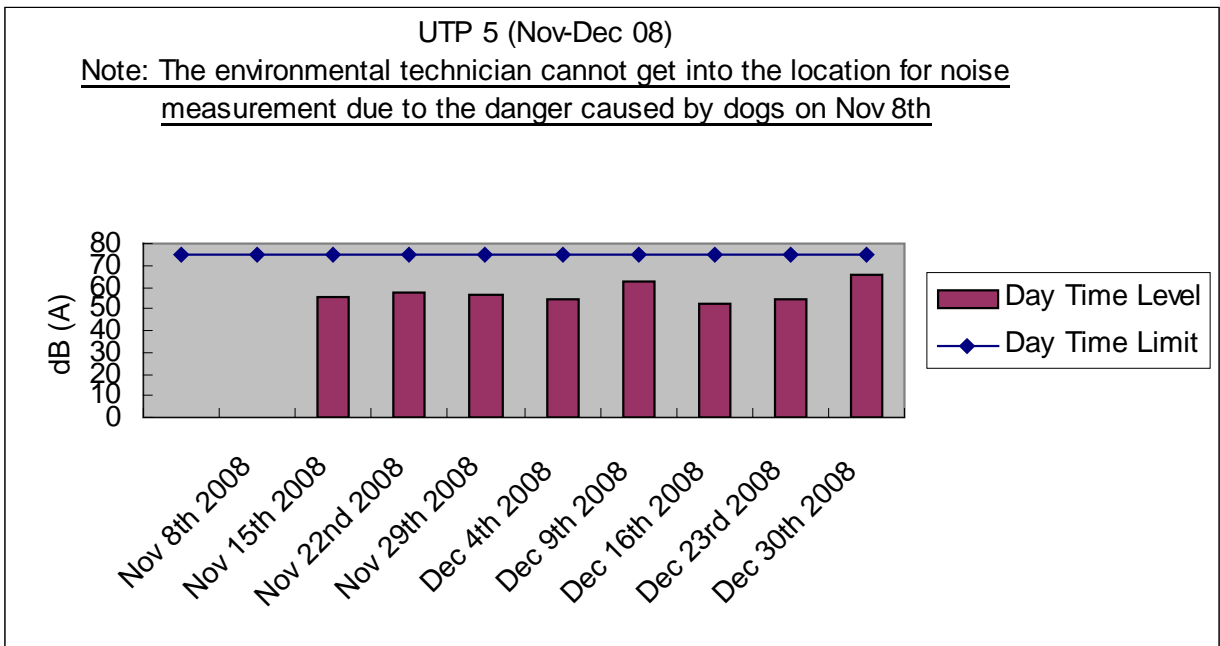 UTP 5 (Nov-Dec 08)
Note: The environmental technician cannot get into the location for noise
measurement due to the danger caused by dogs on Nov 8th
80
70
60
50
40
30
20
10
0
dB (A)
Nov 8th 2008
Nov 15th 2008
Nov 22nd 2008
Nov 29th 2008
Dec 4th 2008
Dec 9th 2008
Dec 16th 2008
Dec 23rd 2008
Dec 30th 2008
Day Time Level
Day Time Limit